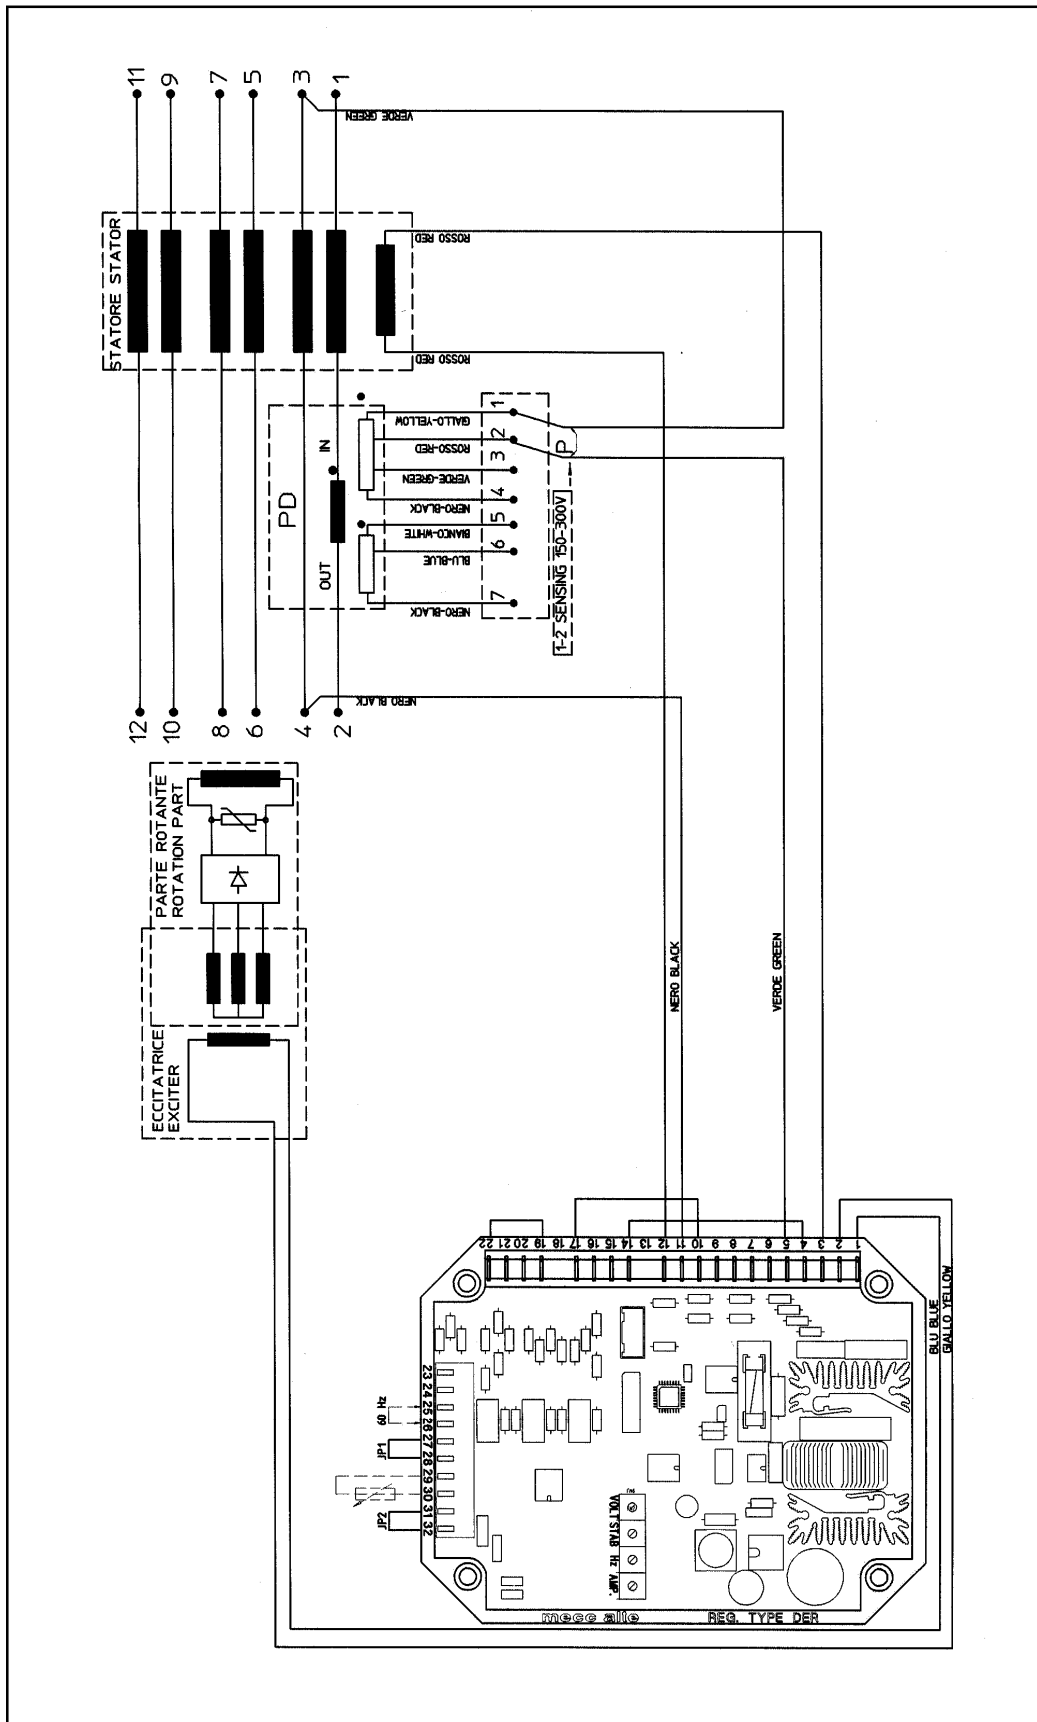 11
9
7
5
3
1
VERDE GREEN
STATORE STATOR
ROSSO RED
ROSSO RED
PD
IN
OUT
GIALLO-YELLOW
ROSSO-RED
VERDE-GREEN
NERO-BLACK
BIANCO-WHITE
BLU-BLUE
NERO-BLACK
1
2
3
4
5
6
7
P
1-2 SENSING 150-300V
12
10
8
6
4
2
NERO BLACK
PARTE ROTANTE
ROTATION PART
ECCITATRICE
EXCITER
NERO BLACK
VERDE GREEN
22
21
20
19
18
17
16
15
14
13
12
11
10
9
8
7
6
5
4
3
2
1
BLU BLUE
GIALLO YELLOW
60 Hz
JP1
JP2
23
24
25
26
27
28
29
30
31
32
VOLT
STAB
Hz
AMP.
mecc alte
REG. TYPE DER